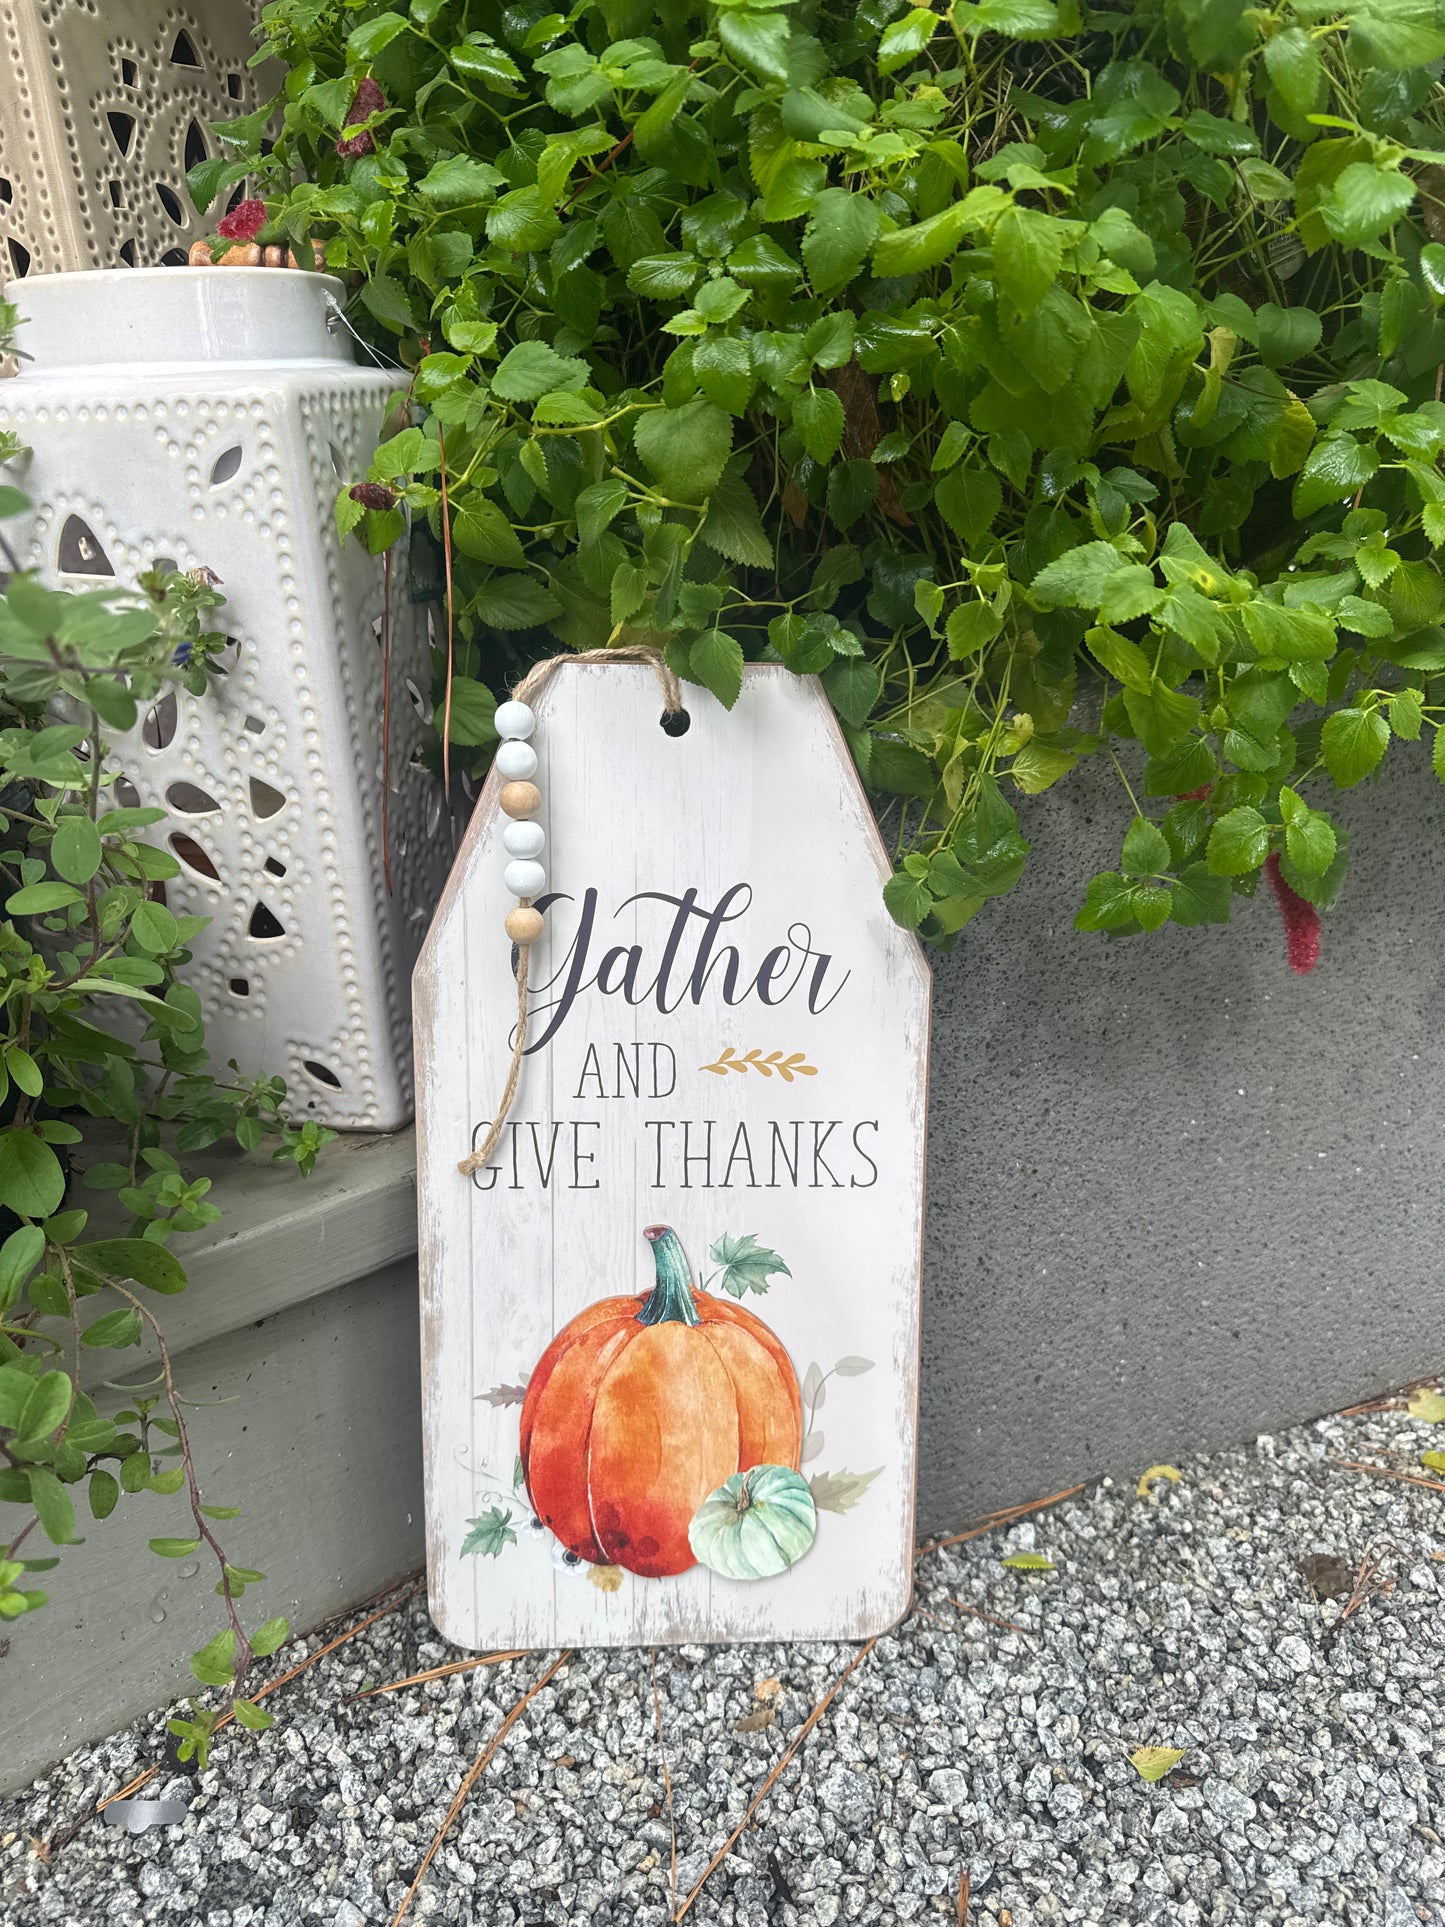 Gather
AND
GIVE THANKS